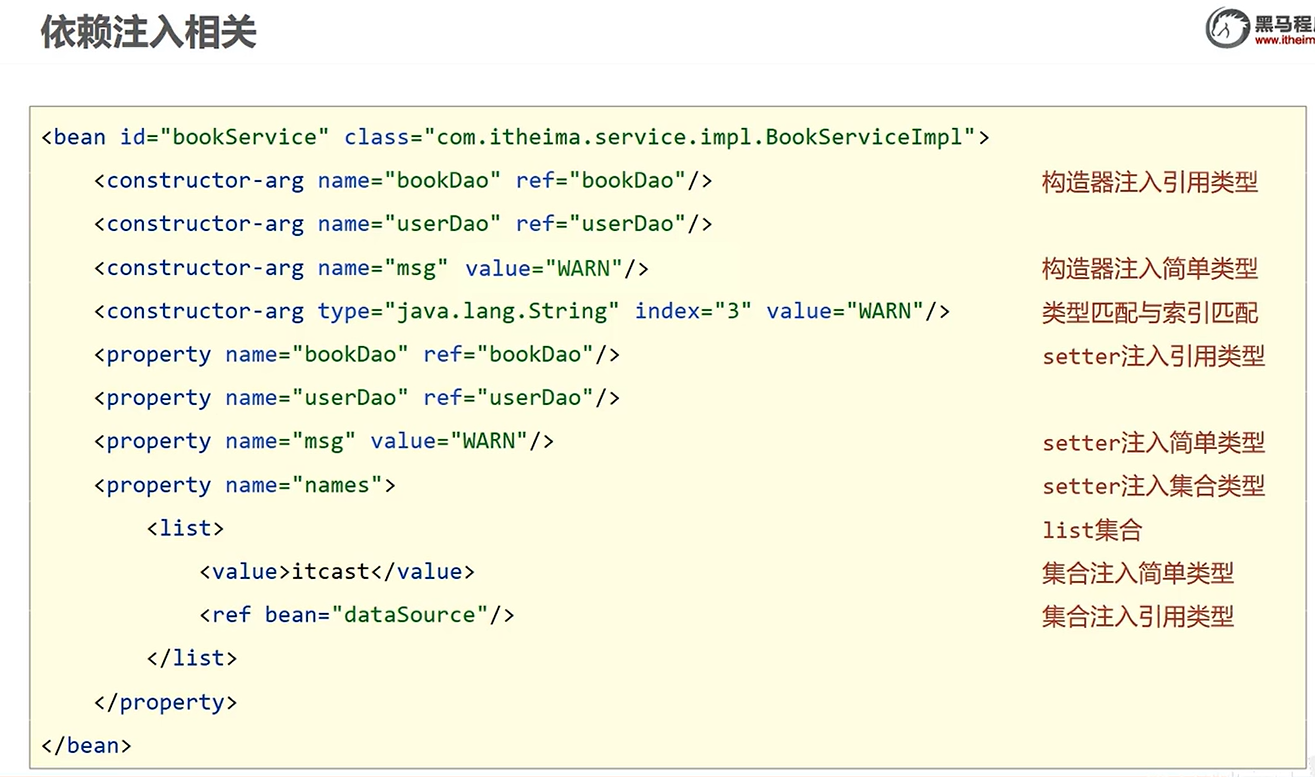 依赖注入相关
黑马程
www.itheim
<bean id="bookService" class="com.itheima.service.impl.BookServiceImpl">
<constructor-arg name="bookDao" ref="bookDao"/> 构造器注入引用类型
<constructor-arg name="userDao" ref="userDao"/>
<constructor-arg name="msg" value="WARN"/> 构造器注入简单类型
<constructor-arg type="java.lang.String" index="3" value="WARN"/> 类型匹配与索引匹配
<property name="bookDao" ref="bookDao"/> setter注入引用类型
<property name="userDao" ref="userDao"/>
<property name="msg" value="WARN"/> setter注入简单类型
<property name="names"> setter注入集合类型
<list> list集合
<value>itcast</value> 集合注入简单类型
<ref bean="dataSource"/> 集合注入引用类型
</list>
</property>
</bean>